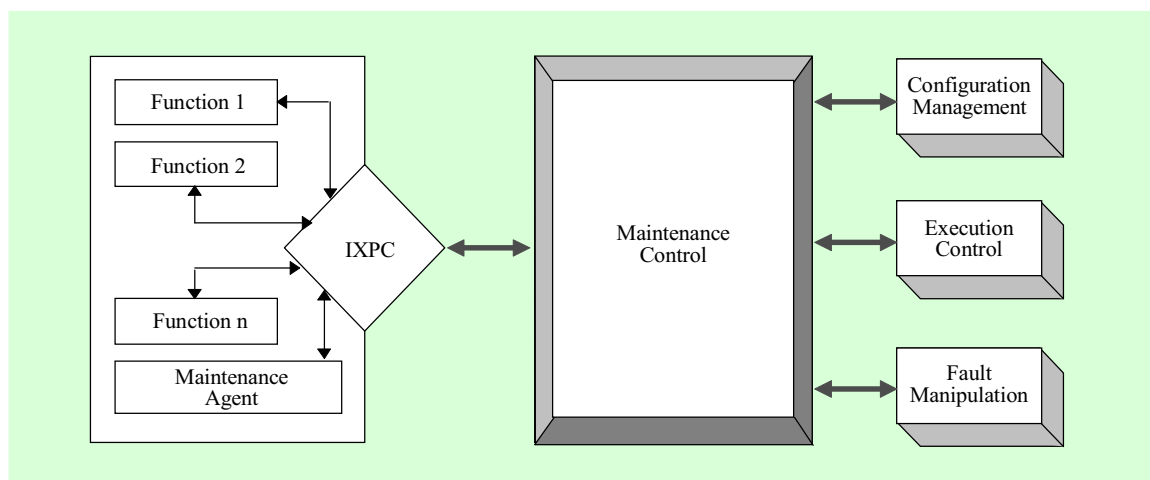 Function 1
Function 2
Function n
Maintenance
Agent
IXPC
Maintenance
Control
Configuration
Management
Execution
Control
Fault
Manipulation